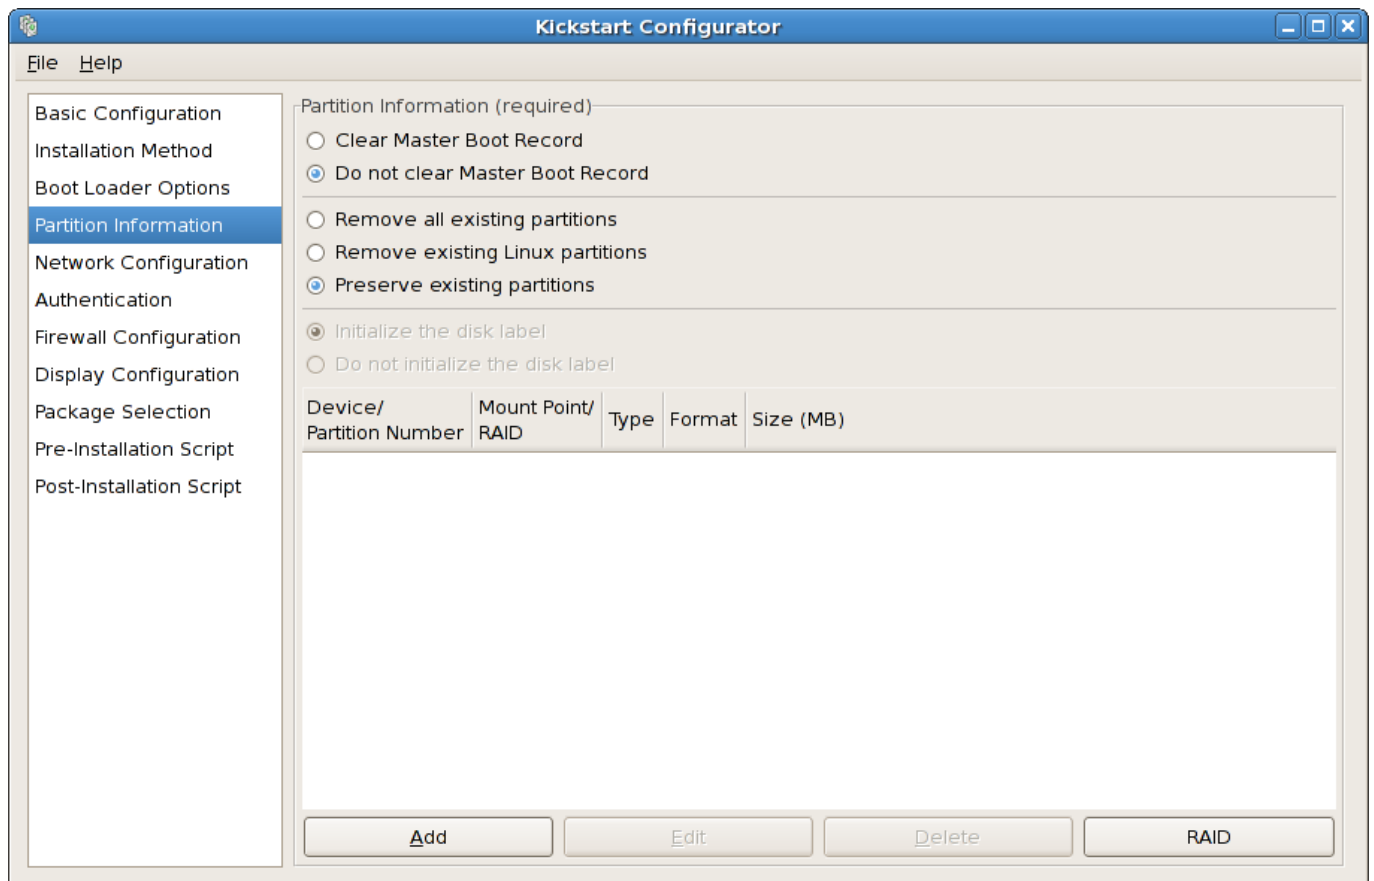 Kickstart Configurator
File Help
Basic Configuration
Installation Method
Boot Loader Options
Partition Information
Network Configuration
Authentication
Firewall Configuration
Display Configuration
Package Selection
Pre-Installation Script
Post-Installation Script
Partition Information (required)
Clear Master Boot Record
Do not clear Master Boot Record
Remove all existing partitions
Remove existing Linux partitions
Preserve existing partitions
Initialize the disk label
Do not initialize the disk label
Device/
Partition Number
Mount Point/
RAID
Type
Format
Size (MB)
Add
Edit
Delete
RAID